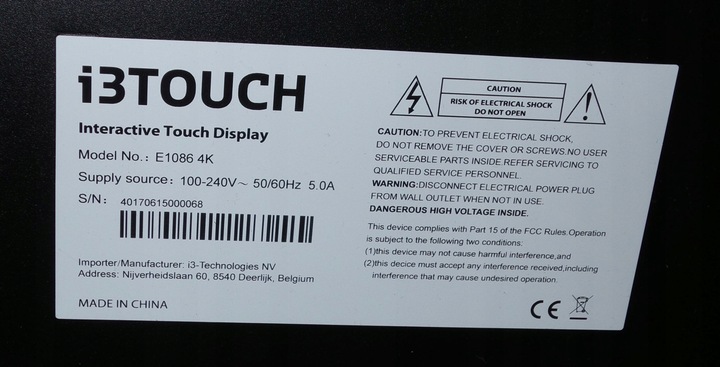 i3TOUCH
Interactive Touch Display
Model No.: E1086 4K
Supply source: 100-240V~ 50/60Hz 5.0A
S/N: 40170615000068
Importer/Manufacturer: i3-Technologies NV
Address: Nijverheidslaan 60, 8540 Deerlijk, Belgium
MADE IN CHINA
CAUTION
RISK OF ELECTRICAL SHOCK
DO NOT OPEN
CAUTION:TO PREVENT ELECTRICAL SHOCK,
DO NOT REMOVE THE COVER OR SCREWS.NO USER
SERVICEABLE PARTS INSIDE REFER SERVICING TO
QUALIFIED SERVICE PERSONNEL.
WARNING:DISCONNECT ELECTRICAL POWER PLUG
FROM WALL OUTLET WHEN NOT IN USE.
DANGEROUS HIGH VOLTAGE INSIDE.
This device complies with Part 15 of the FCC Rules.Operation
is subject to the following two conditions:
(1)this device may not cause harmful interference,and
(2)this device must accept any interference received,including
interference that may cause undesired operation.
CE